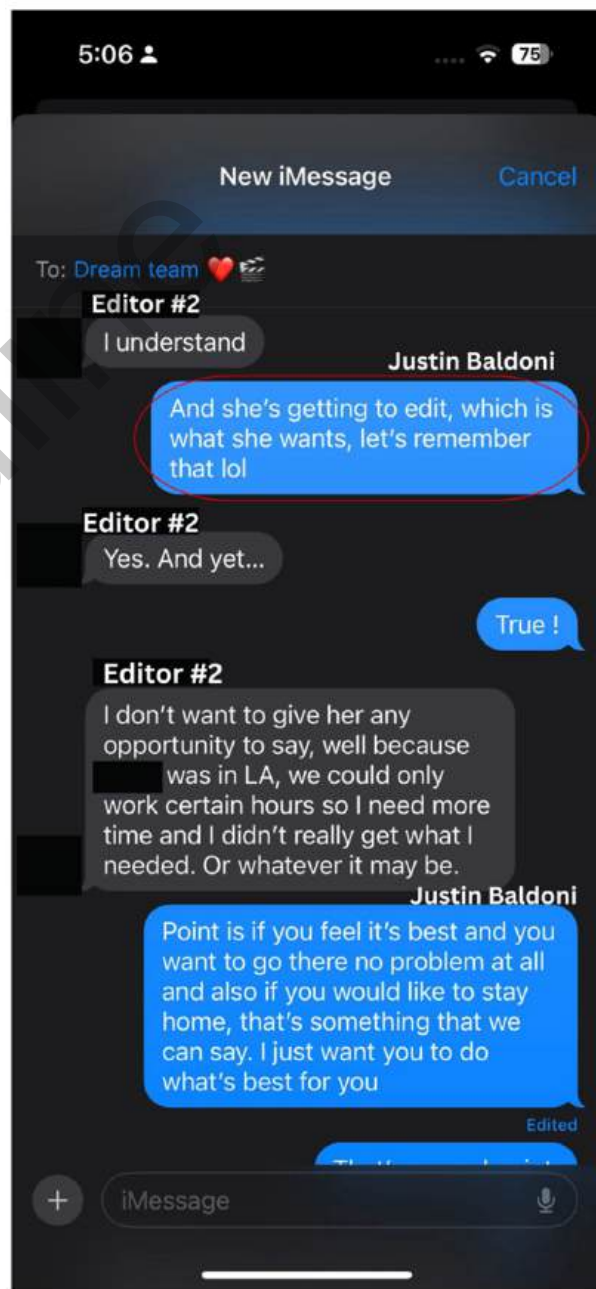 5:06
75
New iMessage
Cancel
To: Dream team ❤️🎬
Editor #2
I understand
Justin Baldoni
And she's getting to edit, which is
what she wants, let's remember
that lol
Editor #2
Yes. And yet...
True !
Editor #2
I don't want to give her any
opportunity to say, well because
was in LA, we could only
work certain hours so I need more
time and I didn't really get what I
needed. Or whatever it may be.
Justin Baldoni
Point is if you feel it's best and you
want to go there no problem at all
and also if you would like to stay
home, that's something that we
can say. I just want you to do
what's best for you
Edited
iMessage